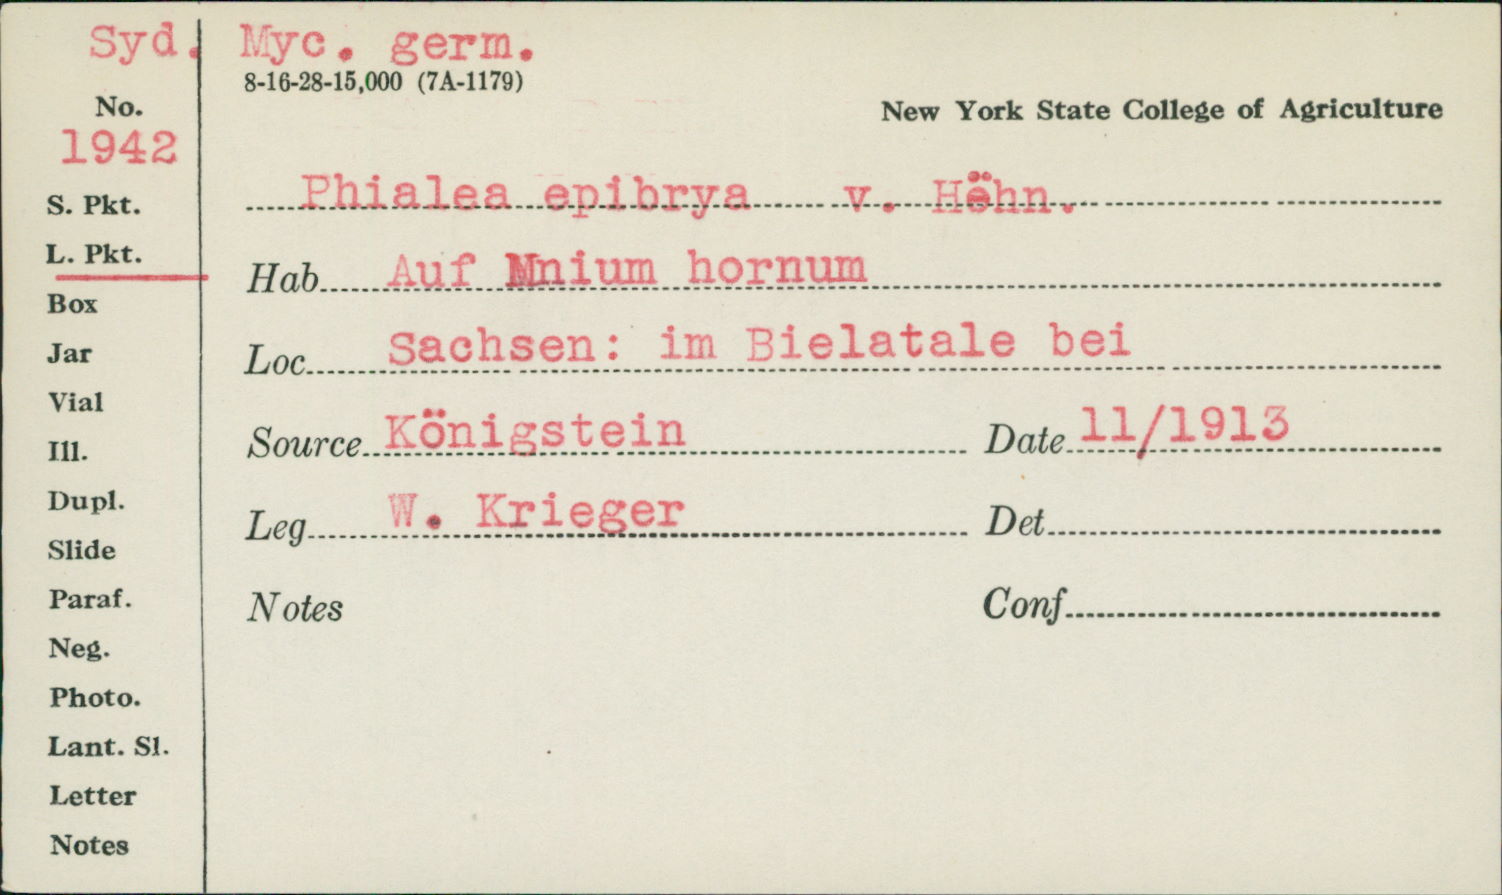 Syd. Myc. germ.
8-16-28-15,000 (7A-1179)
No.
1942
New York State College of Agriculture
Phialea epibrya v. Hëhn.
S. Pkt.
L. Pkt.
Hab. Auf Mnium hornum
Box
Jar
Loc. Sachsen: im Bielatale bei
Vial
Source Königstein Date 11/1913
Ill.
Dupl.
Leg. W. Krieger Det
Slide
Paraf.
Notes Conf
Neg.
Photo.
Lant. Sl.
Letter
Notes